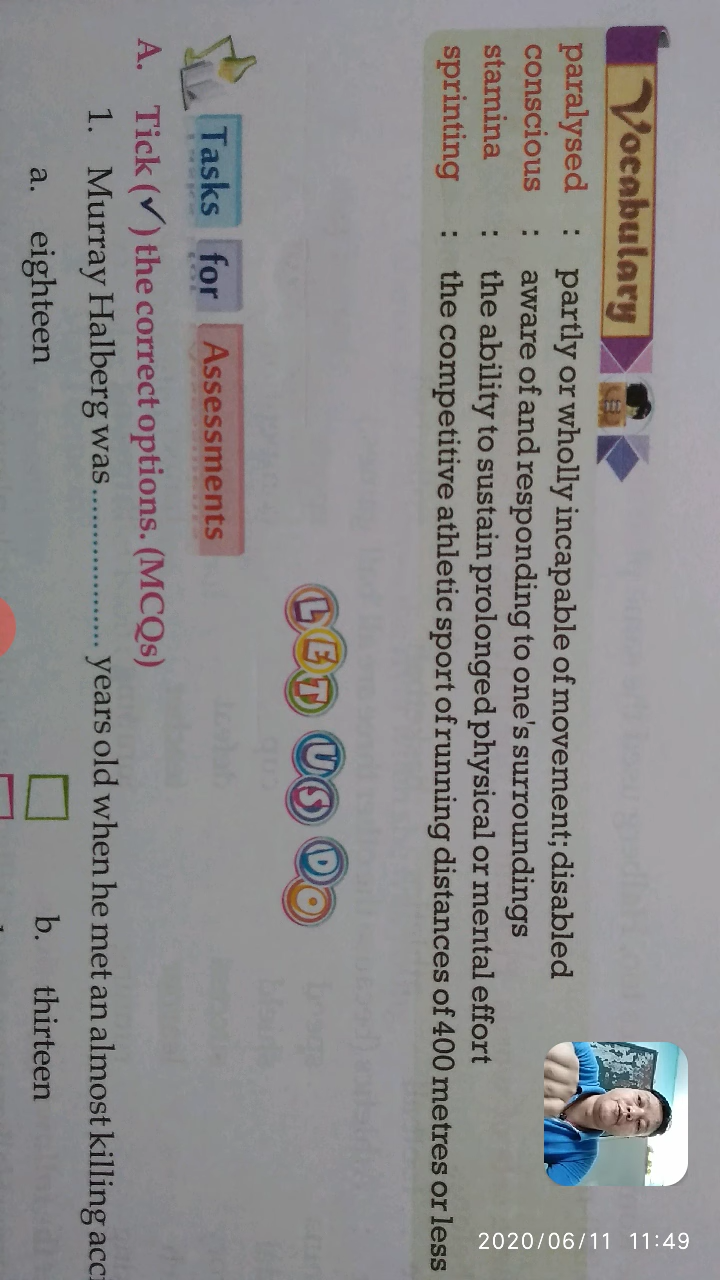 Vocabulary
paralysed : partly or wholly incapable of movement; disabled
conscious : aware of and responding to one's surroundings
stamina : the ability to sustain prolonged physical or mental effort
sprinting : the competitive athletic sport of running distances of 400 metres or less
LET US DO
Tasks for Assessments
A. Tick (✓) the correct options. (MCQs)
1. Murray Halberg was .................... years old when he met an almost killing acc
a. eighteen b. thirteen
2020/06/11 11:49